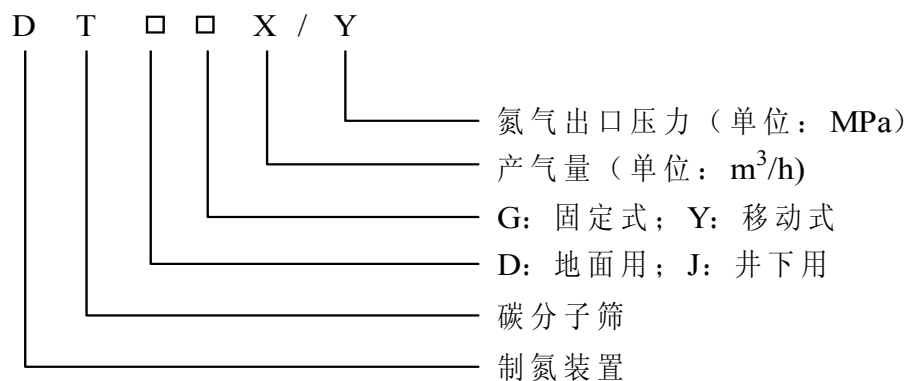 D T □ □ X / Y
氮气出口压力（单位：MPa）
产气量（单位：m³/h)
G：固定式；Y：移动式
D：地面用；J：井下用
碳分子筛
制氮装置